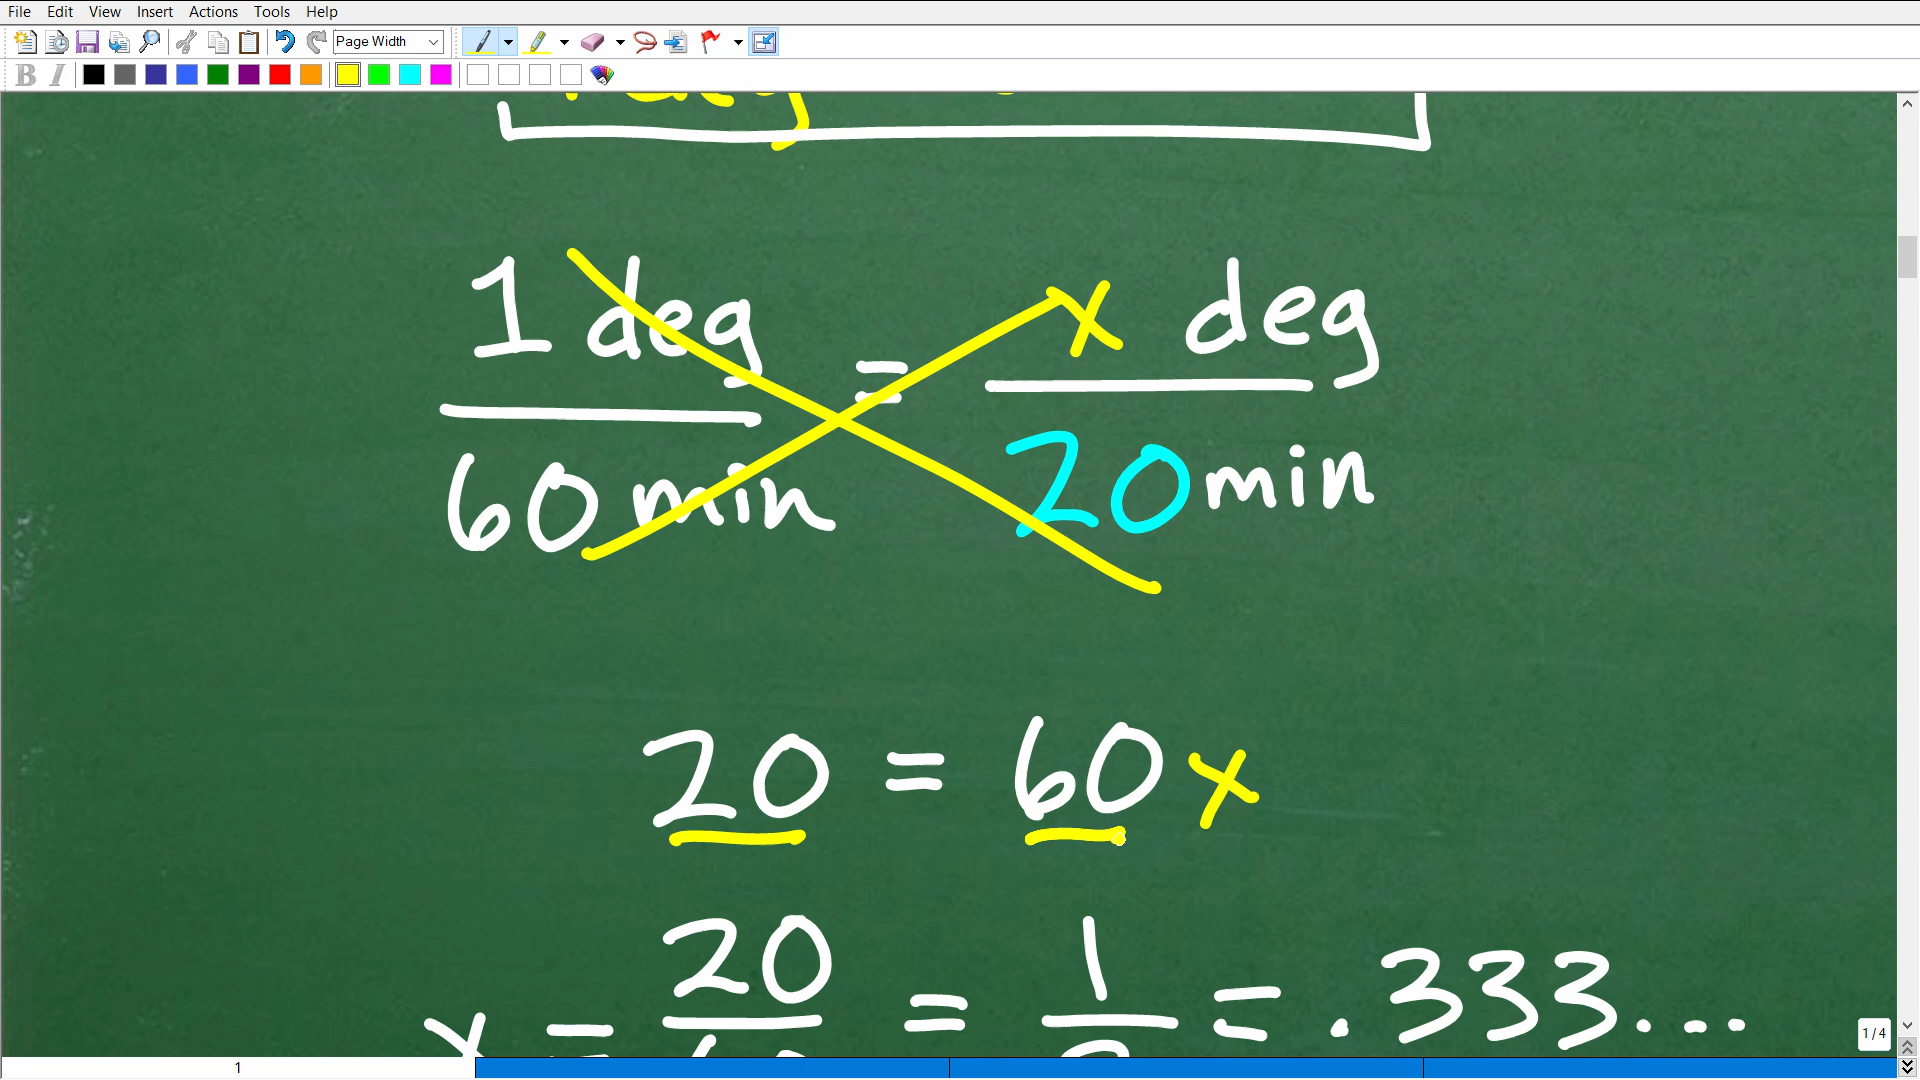 File Edit View Insert Actions Tools Help
Page Width
B I
1 deg = x deg
60 min 20 min
20 = 60 x
x = 20 = 1 = .333...
1 / 4
1